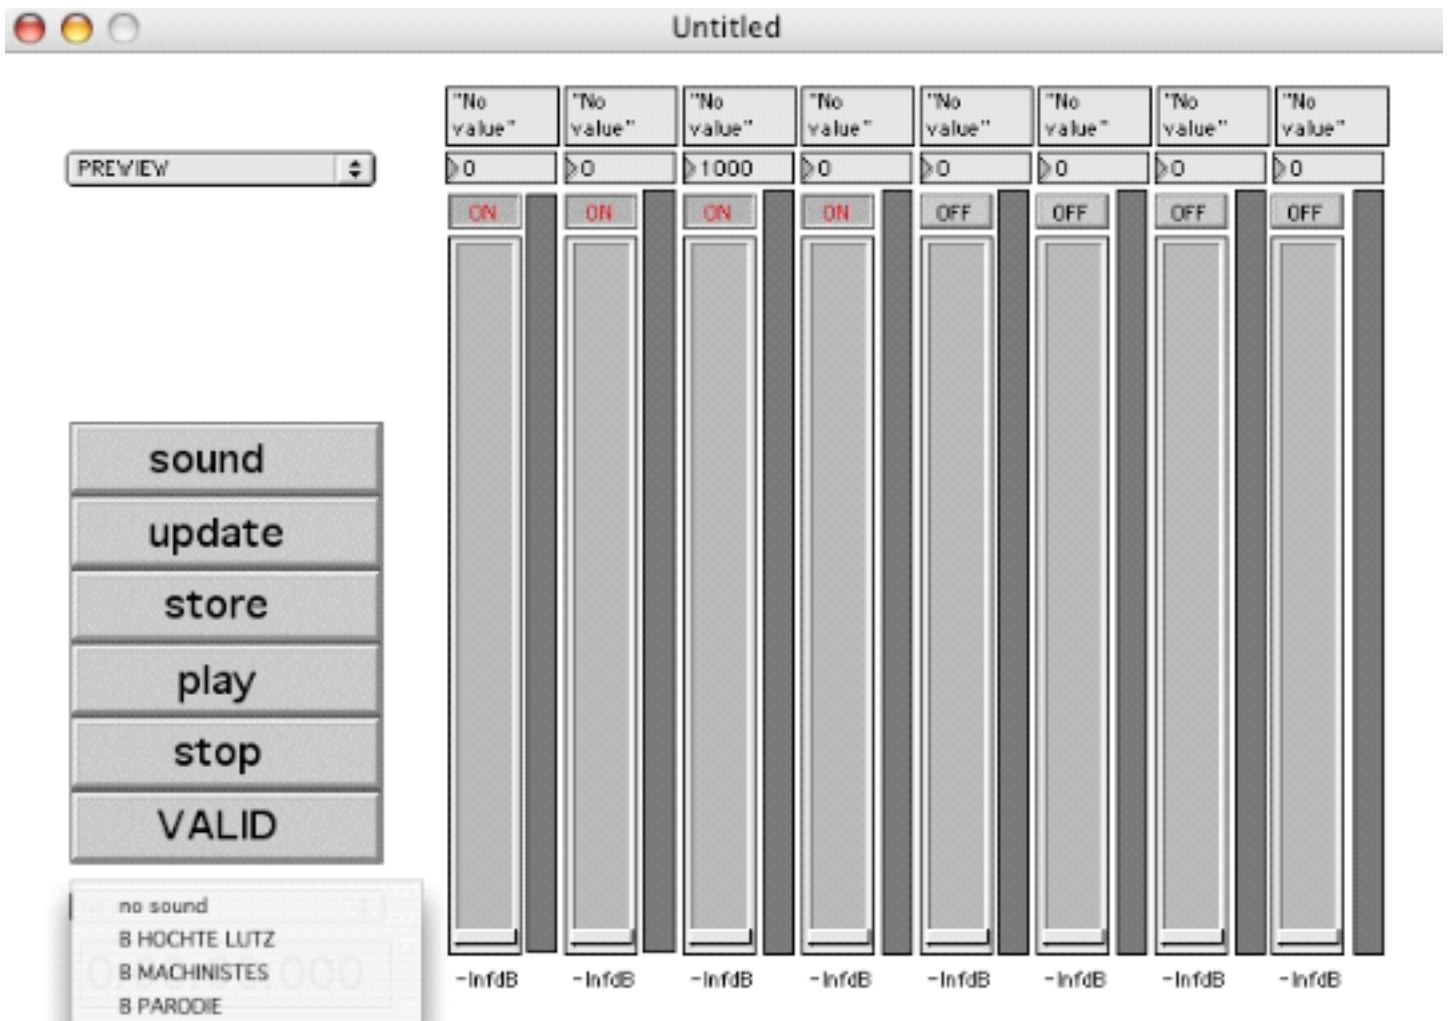 Untitled
"No value" "No value" "No value" "No value" "No value" "No value" "No value" "No value"
PREVIEW
0 0 1000 0 0 0 0 0
ON ON ON ON OFF OFF OFF OFF
sound
update
store
play
stop
VALID
no sound
B HOCHTE LUTZ
B MACHINISTES
B PARODIE
-InfdB -InfdB -InfdB -InfdB -InfdB -InfdB -InfdB -InfdB